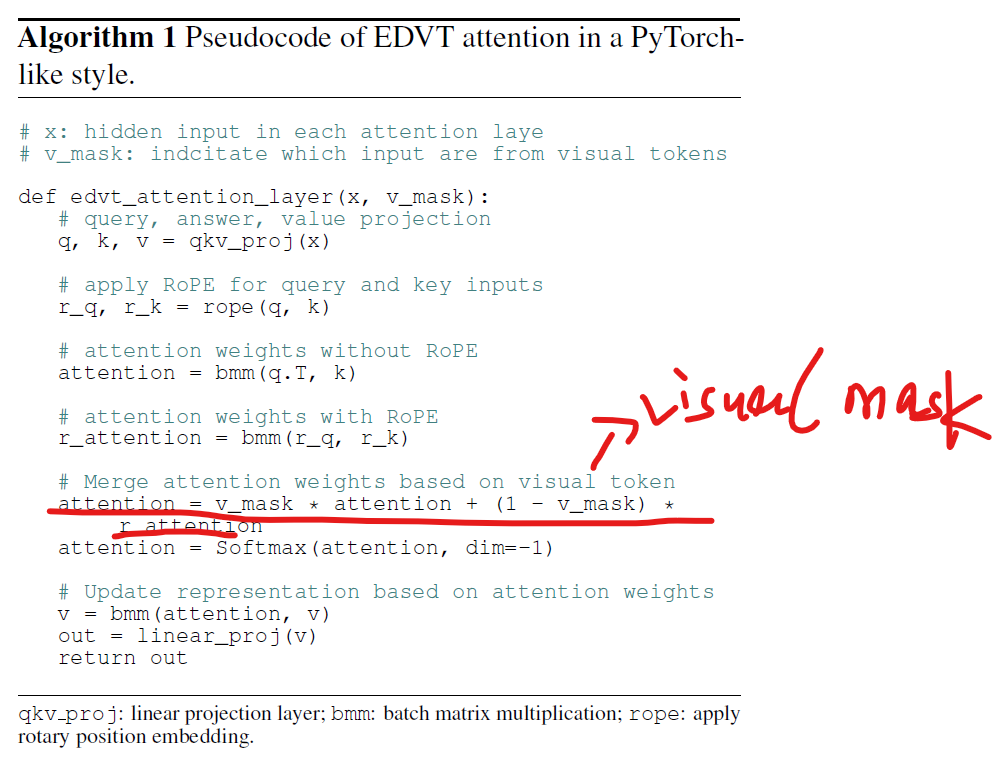 Algorithm 1 Pseudocode of EDVT attention in a PyTorch-
like style.
# x: hidden input in each attention laye
# v_mask: indcitate which input are from visual tokens
def edvt_attention_layer(x, v_mask):
# query, answer, value projection
q, k, v = qkv_proj(x)
# apply RoPE for query and key inputs
r_q, r_k = rope(q, k)
# attention weights without RoPE
attention = bmm(q.T, k)
# attention weights with RoPE
r_attention = bmm(r_q, r_k)
visual mask
# Merge attention weights based on visual token
attention = v_mask * attention + (1 - v_mask) *
r_attention
attention = Softmax(attention, dim=-1)
# Update representation based on attention weights
v = bmm(attention, v)
out = linear_proj(v)
return out
qkv_proj: linear projection layer; bmm: batch matrix multiplication; rope: apply
rotary position embedding.